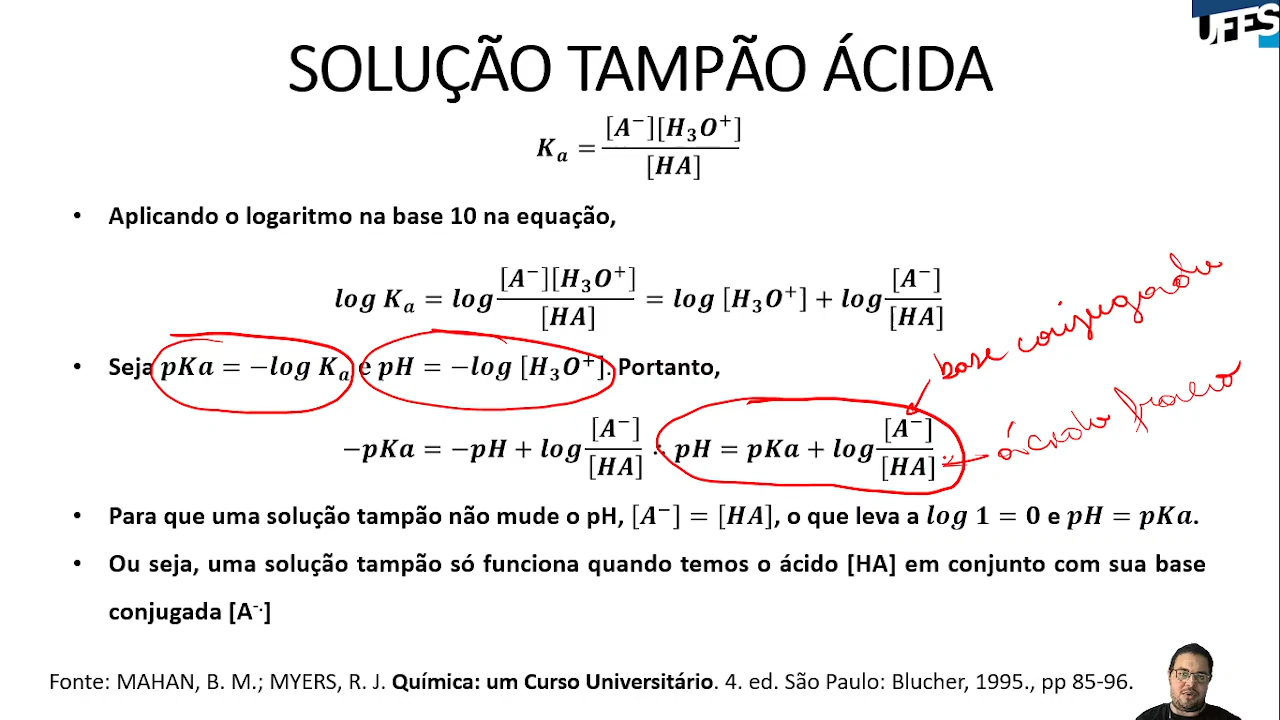 UFES
SOLUÇÃO TAMPÃO ÁCIDA
K_a = [A⁻][H₃O⁺] / [HA]
• Aplicando o logaritmo na base 10 na equação,
log K_a = log [A⁻][H₃O⁺] / [HA] = log [H₃O⁺] + log [A⁻] / [HA]
• Seja pKa = −log K_a e pH = −log [H₃O⁺]. Portanto,
base conjugada
−pKa = −pH + log [A⁻] / [HA] ∴ pH = pKa + log [A⁻] / [HA]
ácido fraco
• Para que uma solução tampão não mude o pH, [A⁻] = [HA], o que leva a log 1 = 0 e pH = pKa.
• Ou seja, uma solução tampão só funciona quando temos o ácido [HA] em conjunto com sua base
conjugada [A⁻·]
Fonte: MAHAN, B. M.; MYERS, R. J. Química: um Curso Universitário. 4. ed. São Paulo: Blucher, 1995., pp 85-96.